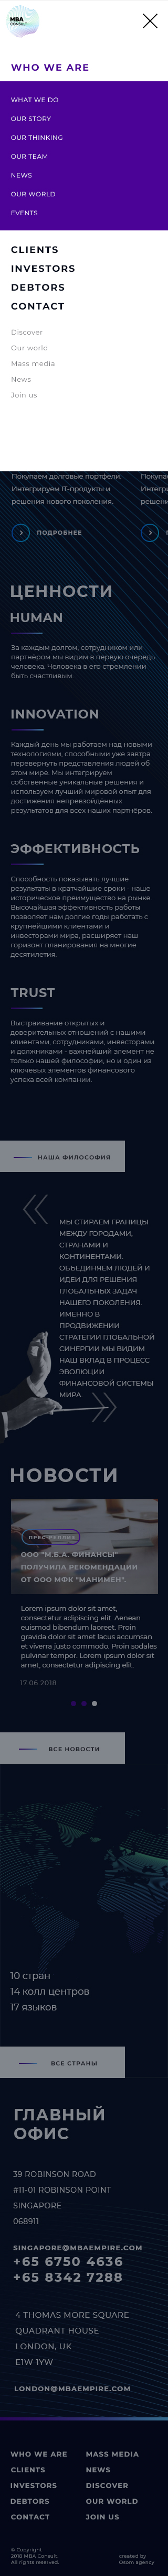 MBA
CONSULT
WHO WE ARE
WHAT WE DO
OUR STORY
OUR THINKING
OUR TEAM
NEWS
OUR WORLD
EVENTS
CLIENTS
INVESTORS
DEBTORS
CONTACT
Discover
Our world
Mass media
News
Join us
Покупаем долговые портфели.
Интегрируем IT-продукты и
решения нового поколения.
ПОДРОБНЕЕ
ЦЕННОСТИ
HUMAN
За каждым долгом, сотрудником или
партнёром мы видим в первую очередь
человека. Человека в его стремлении
быть счастливым.
INNOVATION
Каждый день мы работаем над новыми
технологиями, способными уже завтра
перевернуть представления людей об
этом мире. Мы интегрируем
собственные уникальные решения и
используем лучший мировой опыт для
достижения непревзойдённых
результатов для всех наших партнёров.
ЭФФЕКТИВНОСТЬ
Способность показывать лучшие
результаты в кратчайшие сроки - наше
историческое преимущество на рынке.
Высочайшая эффективность работы
позволяет нам долгие годы работать с
крупнейшими клиентами и
инвесторами мира, расширяет наш
горизонт планирования на многие
десятилетия.
TRUST
Выстраивание открытых и
доверительных отношений с нашими
клиентами, сотрудниками, инвесторами
и должниками - важнейший элемент не
только нашей философии, но и один из
ключевых элементов финансового
успеха всей компании.
НАША ФИЛОСОФИЯ
МЫ СТИРАЕМ ГРАНИЦЫ
МЕЖДУ ГОРОДАМИ,
СТРАНАМИ И
КОНТИНЕНТАМИ.
ОБЪЕДИНЯЕМ ЛЮДЕЙ И
ИДЕИ ДЛЯ РЕШЕНИЯ
ГЛОБАЛЬНЫХ ЗАДАЧ
НАШЕГО ПОКОЛЕНИЯ.
ИМЕННО В
ПРОДВИЖЕНИИ
СТРАТЕГИИ ГЛОБАЛЬНОЙ
СИНЕРГИИ МЫ ВИДИМ
НАШ ВКЛАД В ПРОЦЕСС
ЭВОЛЮЦИИ
ФИНАНСОВОЙ СИСТЕМЫ
МИРА.
НОВОСТИ
ПРЕСС-РЕЛИЗ
ООО "М.Б.А. ФИНАНСЫ"
ПОЛУЧИЛА РЕКОМЕНДАЦИИ
ОТ ООО МФК "МАНИМЕН".
Lorem ipsum dolor sit amet,
consectetur adipiscing elit. Aenean
euismod bibendum laoreet. Proin
gravida dolor sit amet lacus accumsan
et viverra justo commodo. Proin sodales
pulvinar tempor. Lorem ipsum dolor sit
amet, consectetur adipiscing elit.
17.06.2018
ВСЕ НОВОСТИ
10 стран
14 колл центров
17 языков
ВСЕ СТРАНЫ
ГЛАВНЫЙ
ОФИС
39 ROBINSON ROAD
#11-01 ROBINSON POINT
SINGAPORE
068911
SINGAPORE@MBAEMPIRE.COM
+65 6750 4636
+65 8342 7288
4 THOMAS MORE SQUARE
QUADRANT HOUSE
LONDON, UK
E1W 1YW
LONDON@MBAEMPIRE.COM
WHO WE ARE MASS MEDIA
CLIENTS NEWS
INVESTORS DISCOVER
DEBTORS OUR WORLD
CONTACT JOIN US
© Copyright
2018 MBA Consult. created by
All rights reserved Osom agency